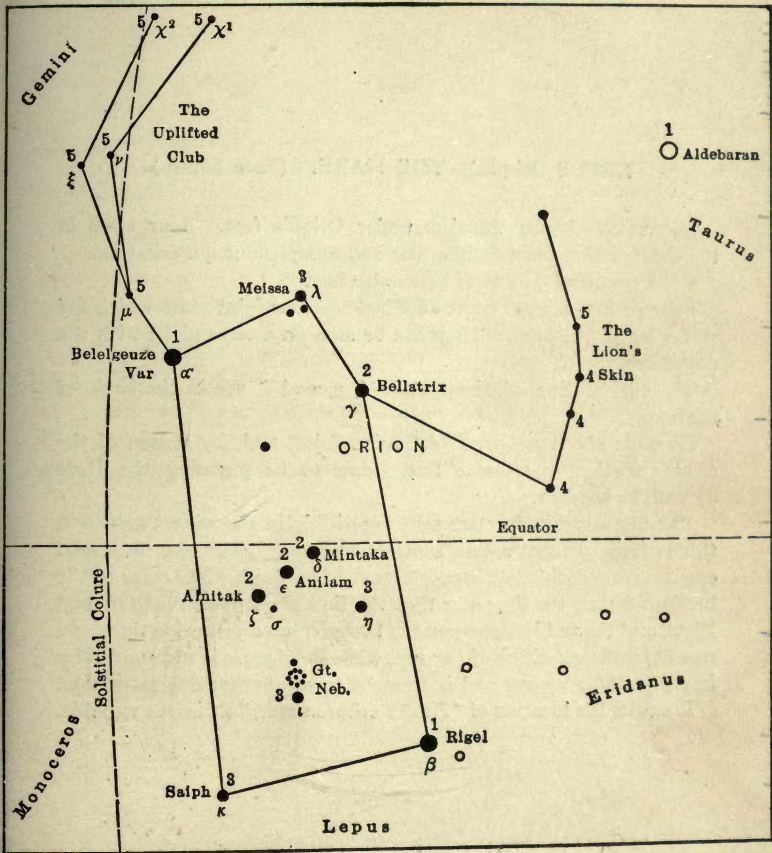 5 χ² 5 χ¹
Gemini
The
Uplifted
Club
5 ν
5
ξ
1
Aldebaran
Taurus
5
μ
Meissa λ
1
Belelgeuze
Var α
2
Bellatrix
γ
5
The
Lion's
4 Skin
4
4
ORION
Equator
2 Mintaka
δ
2
ϵ Anilam
2
Alnitak
ζ σ
3
η
Solstitial Colure
Gt.
Neb.
3
ι
Eridanus
Monoceros
1
Rigel
β
Saiph 3
κ
Lepus